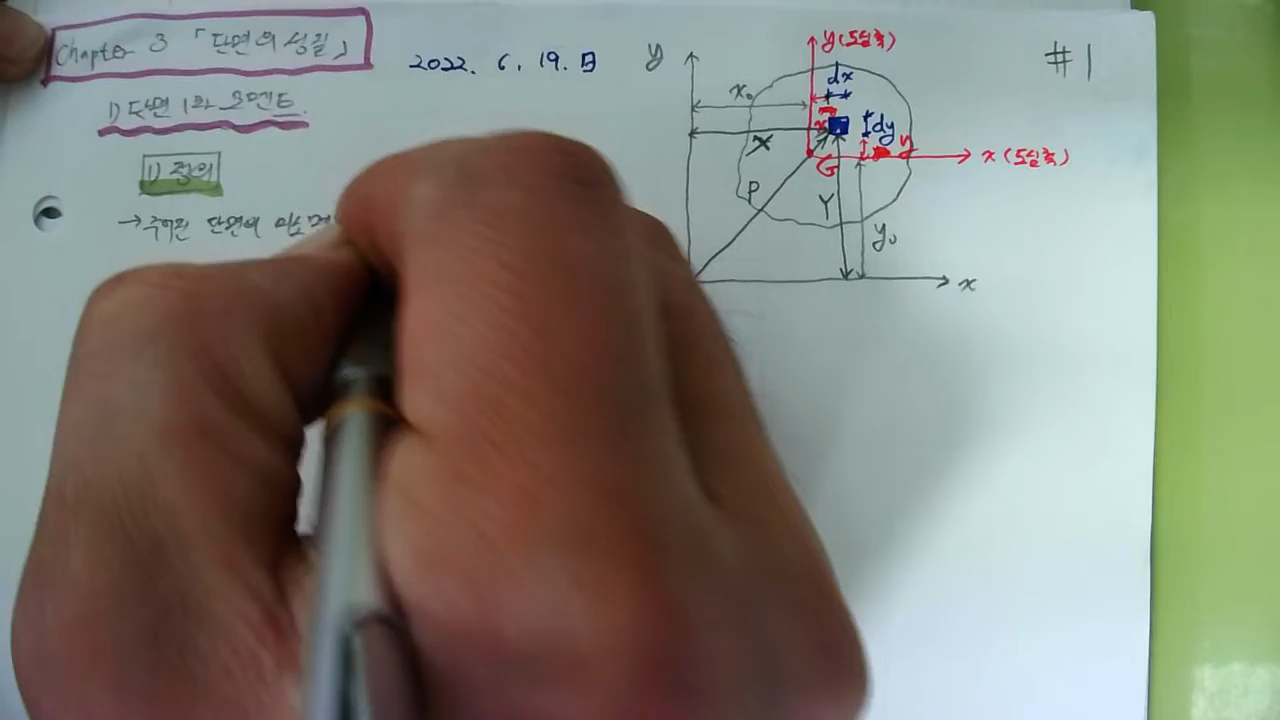 Chapter 3 「단면의 성질」
2022. 6. 19. 日
#1
1) 단면 1차 모멘트.
1) 정의
→ 주어진 단면의 미소면
y
y (도심축)
dx
x₀
dy
X
x (도심축)
G
P
Y
y₀
x